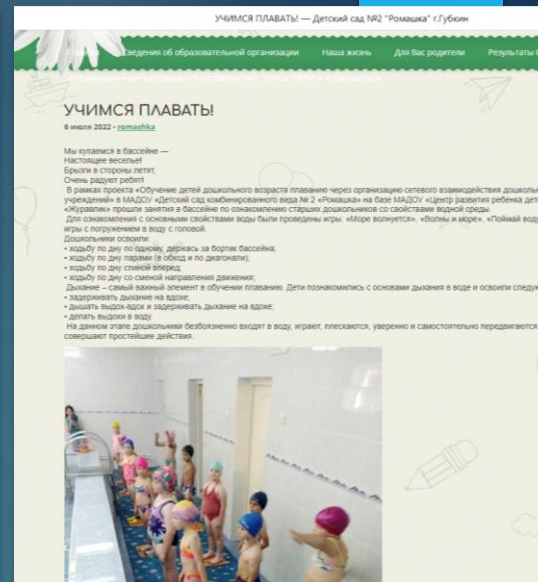 УЧИМСЯ ПЛАВАТЬ! — Детский сад №2 "Ромашка" г.Губкин
Сведения об образовательной организации Наша жизнь Для Вас родители Результаты
УЧИМСЯ ПЛАВАТЬ!
6 июля 2022 - romashka
Мы купаемся в бассейне —
Настоящее веселье!
Брызги в стороны летят,
Очень радуют ребят!
В рамках проекта «Обучение детей дошкольного возраста плаванию через организацию сетевого взаимодействия
учреждений» в МАДОУ «Детский сад комбинированного вида № 2 «Ромашка» на базе МАДОУ «Центр развития ребенка
«Журавлик» прошли занятия в бассейне по ознакомлению старших дошкольников со свойствами водной среды.
Для ознакомления с основными свойствами воды были проведены игры: «Море волнуется», «Волны и море», «Поймай
игры с погружением в воду с головой.
Дошкольники освоили:
• ходьбу по дну по одному, держась за бортик бассейна;
• ходьбу по дну парами (в обход и по диагонали);
• ходьбу по дну спиной вперед;
• ходьбу по дну со сменой направления движения;
Дыхание – самый важный элемент в обучении плаванию. Дети познакомились с основами дыхания в воде и освоили
• задерживать дыхание на вдохе;
• дышать выдох-вдох и задерживать дыхание на вдохе;
• делать выдохи в воду.
На данном этапе дошкольники безбоязненно входят в воду, играют, плескаются, уверенно и самостоятельно передвигаются
совершают простейшие действия.